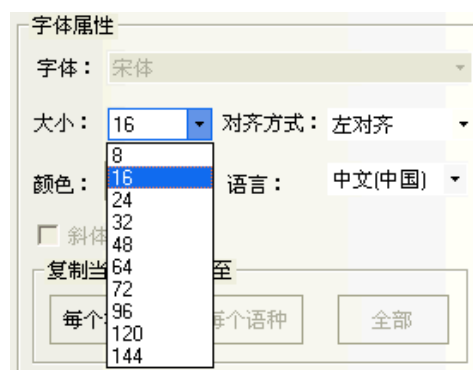 字体属性
字体： 宋体
大小： 16 对齐方式： 左对齐
8
颜色： 16 语言： 中文(中国)
24
32
斜体
48
复制当 64 至
72
每个 96 每个语种 全部
120
144